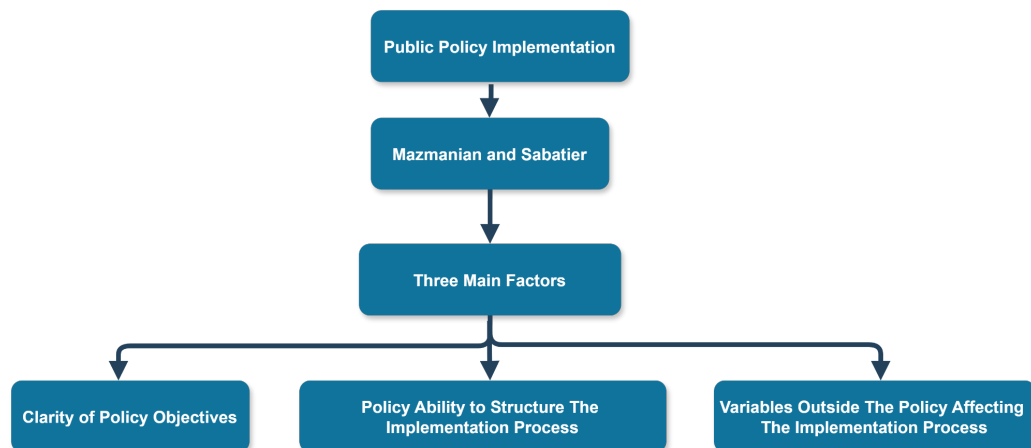 Public Policy Implementation
Mazmanian and Sabatier
Three Main Factors
Clarity of Policy Objectives
Policy Ability to Structure The
Implementation Process
Variables Outside The Policy Affecting
The Implementation Process